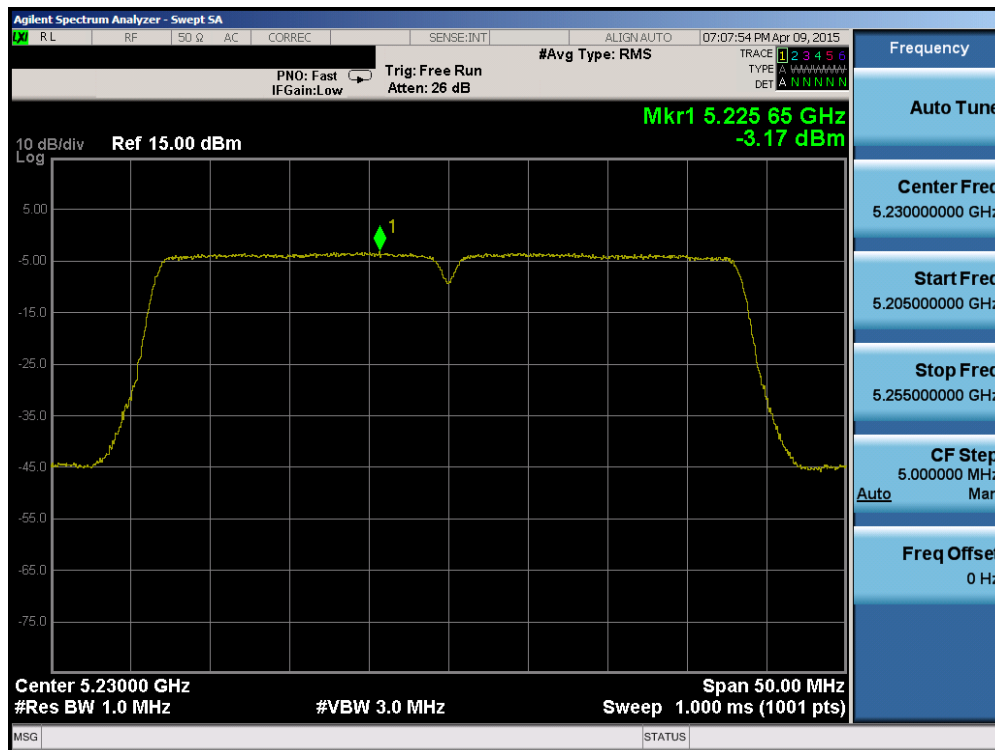 Agilent Spectrum Analyzer - Swept SA
LXI RL RF 50 Ω AC CORREC SENSE:INT ALIGN AUTO 07:07:54 PM Apr 09, 2015
#Avg Type: RMS
TRACE 1 2 3 4 5 6
TYPE A WWWWW
DET A N N N N N
PNO: Fast
IFGain:Low
Trig: Free Run
Atten: 26 dB
Mkr1 5.225 65 GHz
-3.17 dBm
10 dB/div
Log
Ref 15.00 dBm
1
5.00
-5.00
-15.0
-25.0
-35.0
-45.0
-55.0
-65.0
-75.0
Center 5.23000 GHz
Span 50.00 MHz
#Res BW 1.0 MHz
#VBW 3.0 MHz
Sweep 1.000 ms (1001 pts)
MSG
STATUS
Frequency
Auto Tune
Center Freq
5.230000000 GHz
Start Freq
5.205000000 GHz
Stop Freq
5.255000000 GHz
CF Step
5.000000 MHz
Auto Man
Freq Offset
0 Hz